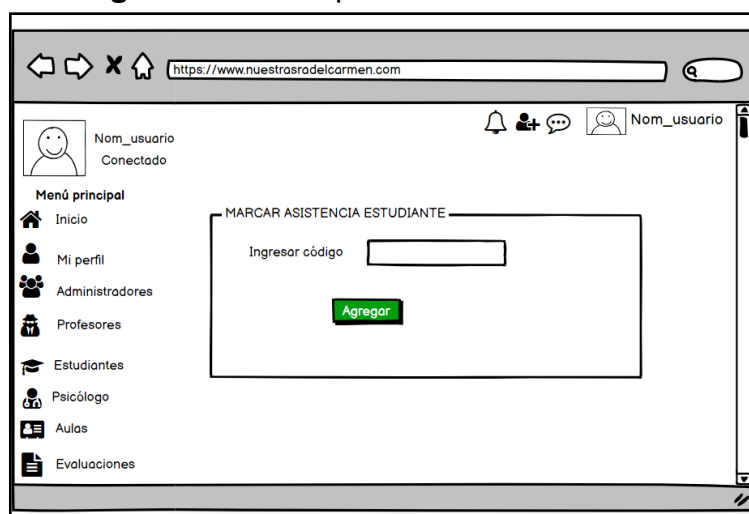 https://www.nuestrasradelcarmen.com
Nom_usuario
Nom_usuario
Conectado
Menú principal
Inicio
Mi perfil
Administradores
Profesores
Estudiantes
Psicólogo
Aulas
Evaluaciones
MARCAR ASISTENCIA ESTUDIANTE
Ingresar código
Agregar